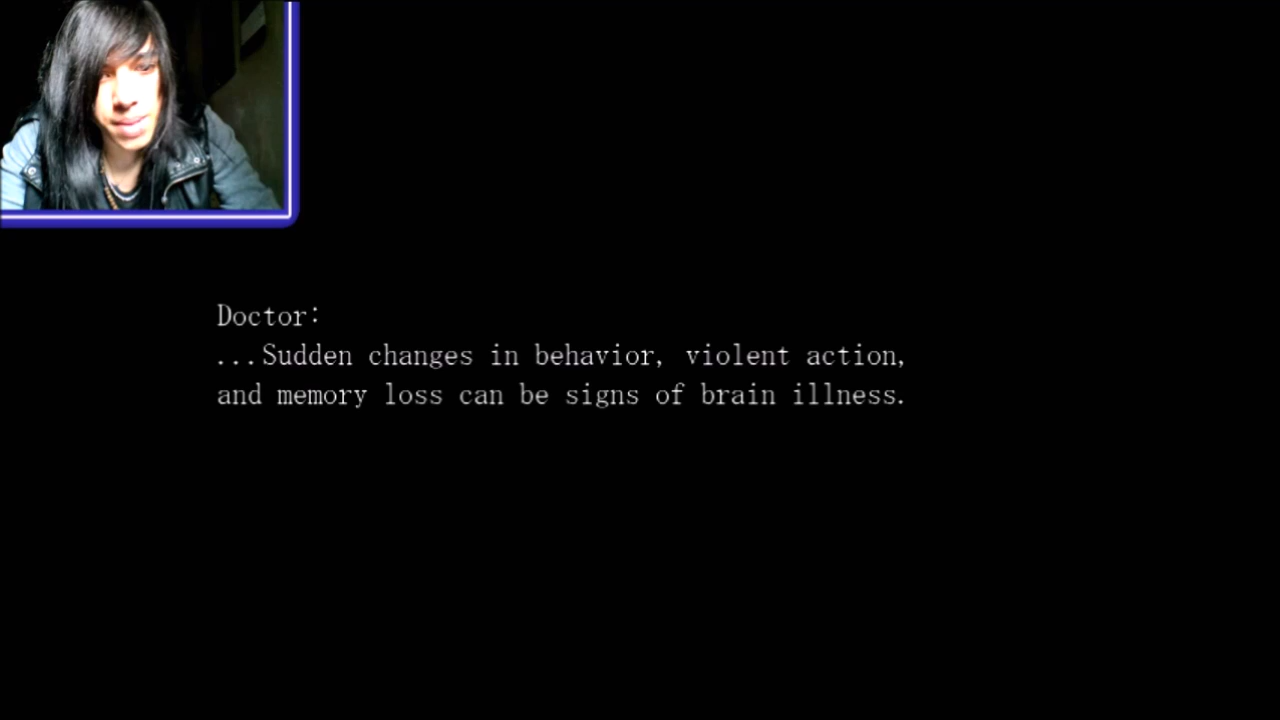 Doctor:
...Sudden changes in behavior, violent action,
and memory loss can be signs of brain illness.